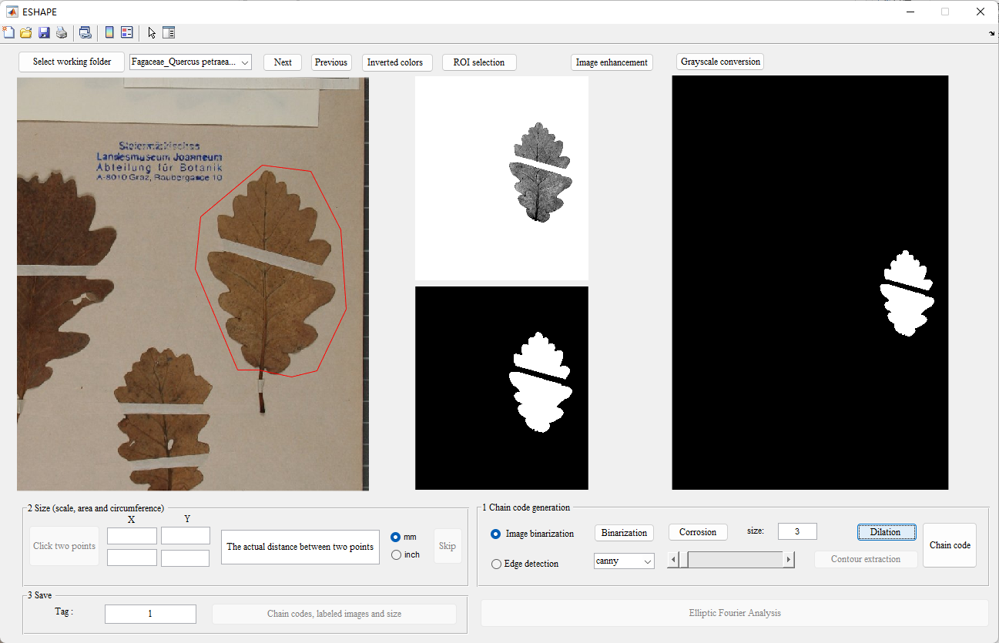 ESHAPE
Select working folder
Fagaceae_Quercus petraea...
Next
Previous
Inverted colors
ROI selection
Image enhancement
Grayscale conversion
Steiermärkisches
Landesmuseum Joanneum
Abteilung für Botanik
A-8010 Graz, Raubergasse 10
2 Size (scale, area and circumference)
X
Y
Click two points
The actual distance between two points
mm
inch
Skip
1 Chain code generation
Image binarization
Binarization
Corrosion
size:
3
Dilation
Chain code
Edge detection
canny
Contour extraction
3 Save
Tag :
1
Chain codes, labeled images and size
Elliptic Fourier Analysis